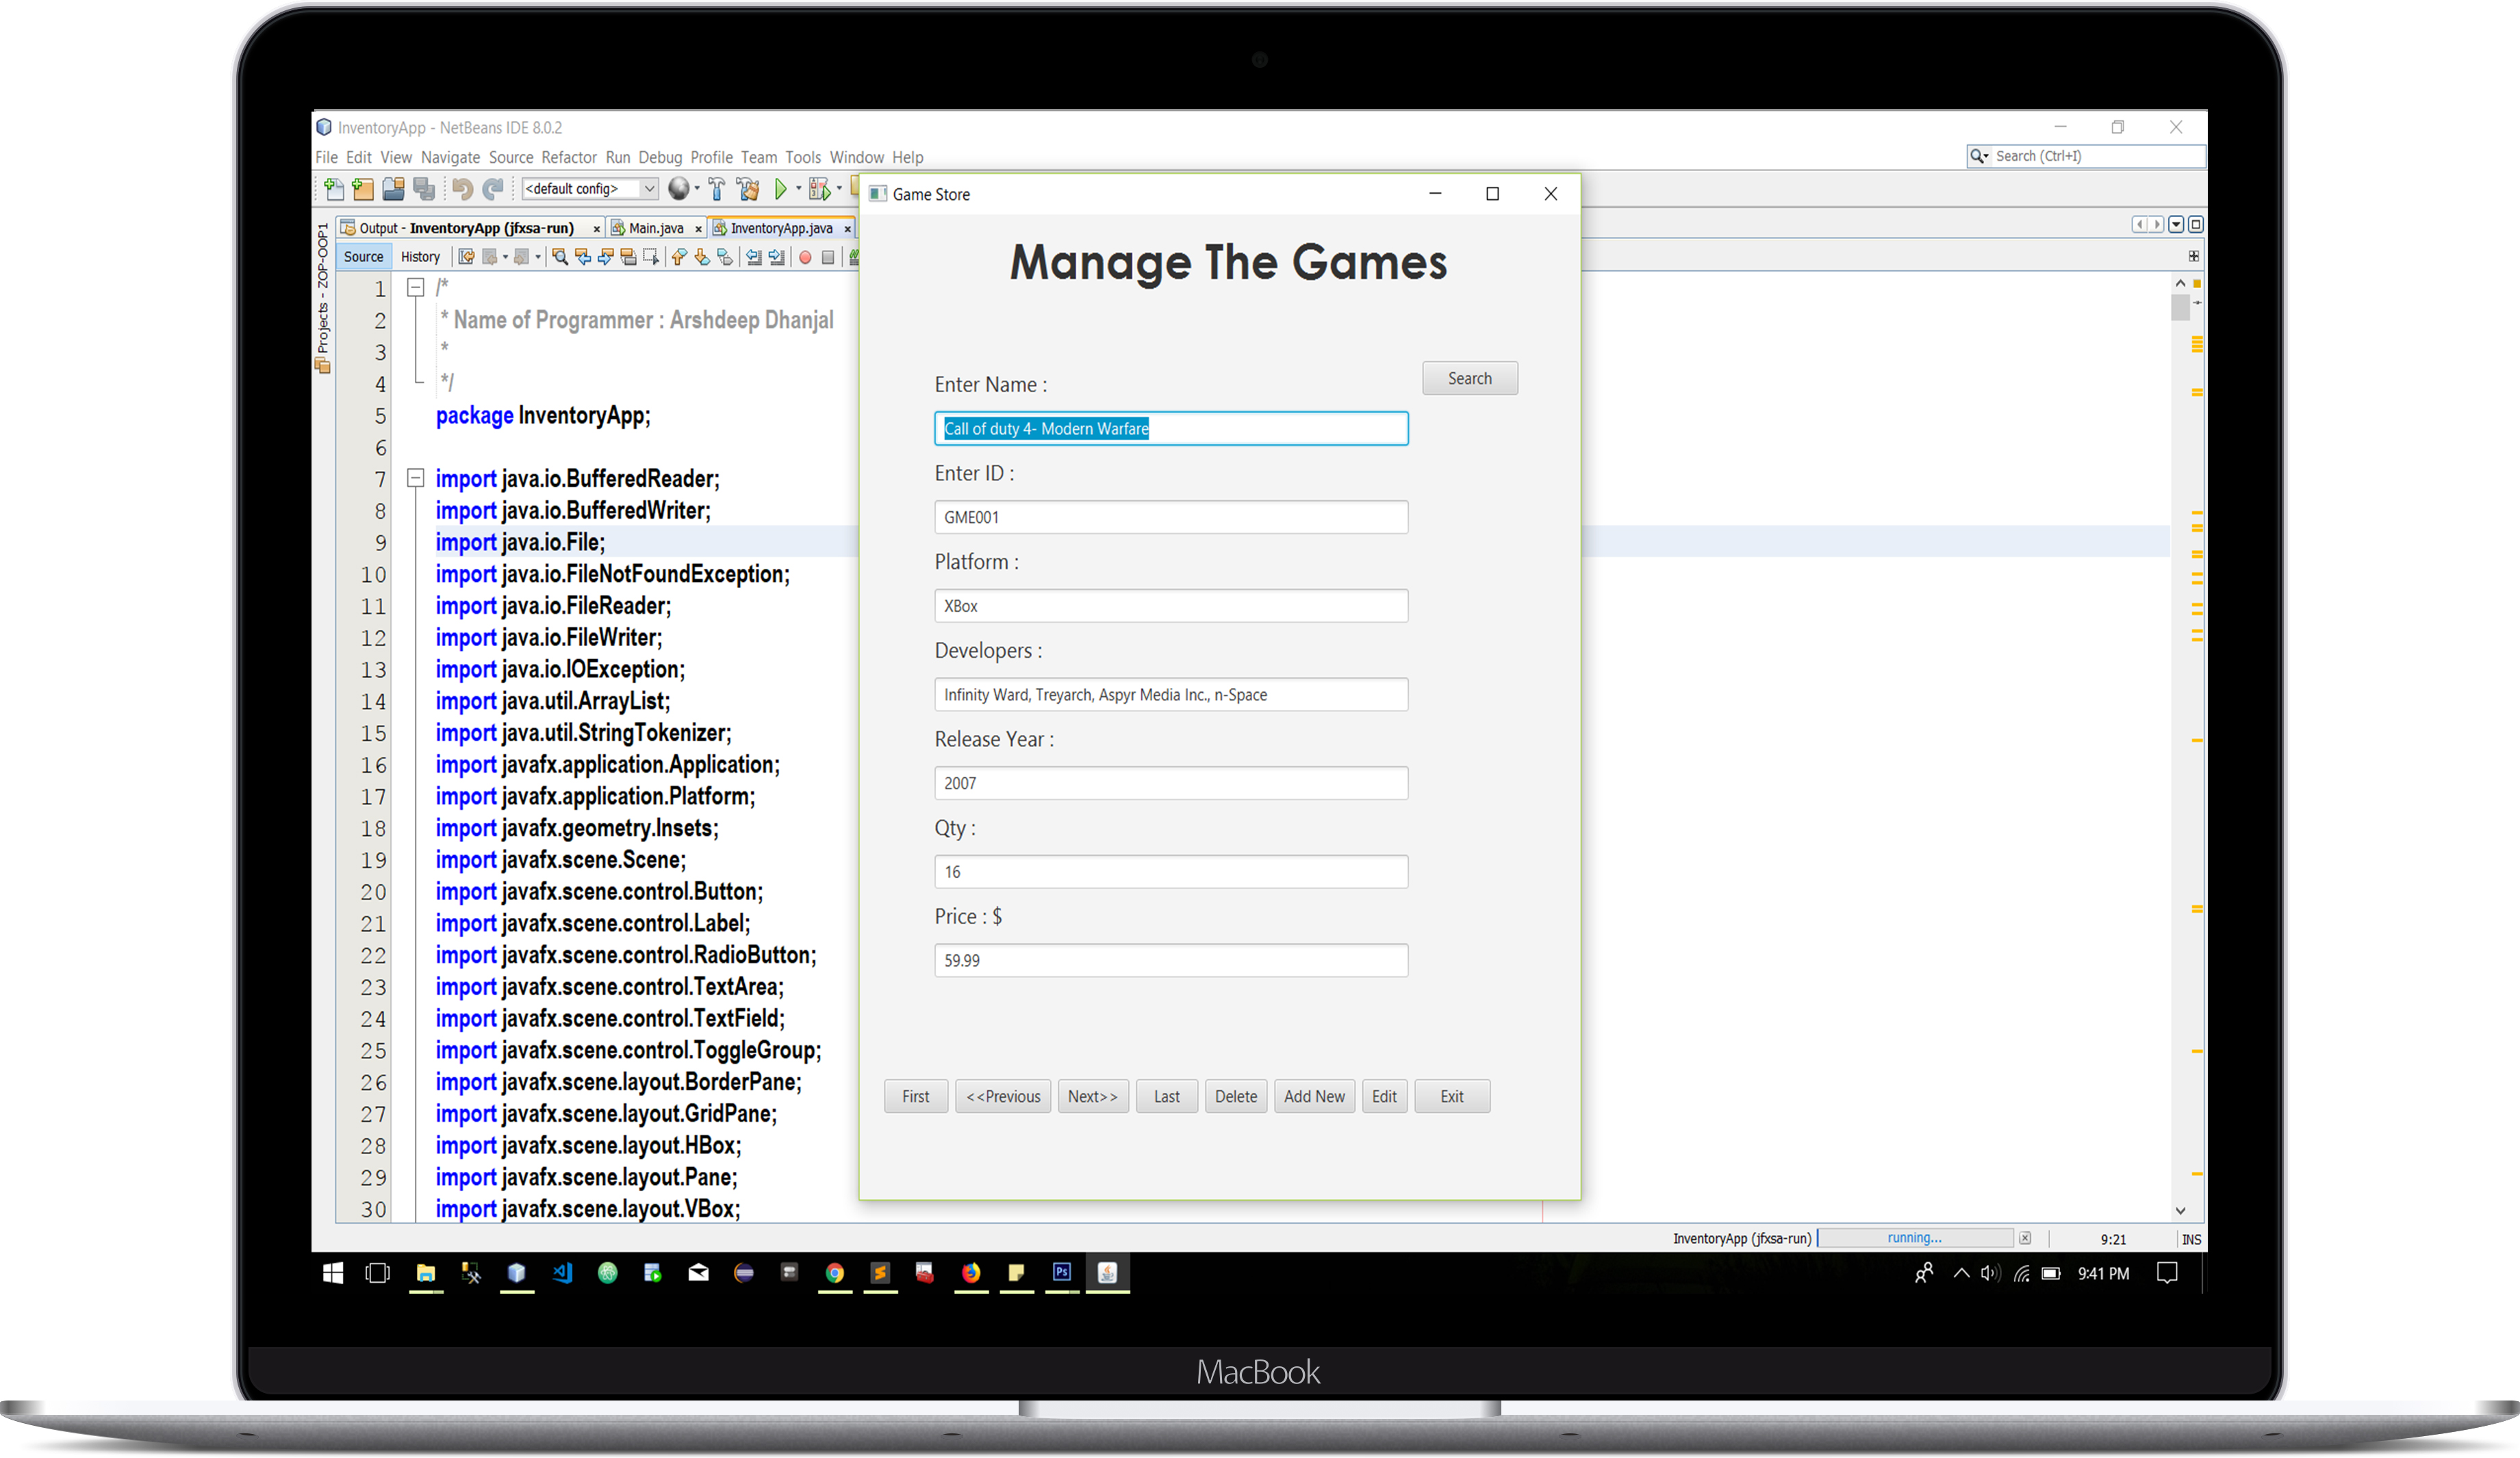 InventoryApp - NetBeans IDE 8.0.2
File Edit View Navigate Source Refactor Run Debug Profile Team Tools Window Help
Search (Ctrl+I)
<default config>
Projects - ZOP-OOP1
Output - InventoryApp (jfxsa-run)
Main.java
InventoryApp.java
Source History
1 /*
2 * Name of Programmer : Arshdeep Dhanjal
3 *
4 */
5 package InventoryApp;
6
7 import java.io.BufferedReader;
8 import java.io.BufferedWriter;
9 import java.io.File;
10 import java.io.FileNotFoundException;
11 import java.io.FileReader;
12 import java.io.FileWriter;
13 import java.io.IOException;
14 import java.util.ArrayList;
15 import java.util.StringTokenizer;
16 import javafx.application.Application;
17 import javafx.application.Platform;
18 import javafx.geometry.Insets;
19 import javafx.scene.Scene;
20 import javafx.scene.control.Button;
21 import javafx.scene.control.Label;
22 import javafx.scene.control.RadioButton;
23 import javafx.scene.control.TextArea;
24 import javafx.scene.control.TextField;
25 import javafx.scene.control.ToggleGroup;
26 import javafx.scene.layout.BorderPane;
27 import javafx.scene.layout.GridPane;
28 import javafx.scene.layout.HBox;
29 import javafx.scene.layout.Pane;
30 import javafx.scene.layout.VBox;
Game Store
Manage The Games
Enter Name :
Search
Call of duty 4- Modern Warfare
Enter ID :
GME001
Platform :
XBox
Developers :
Infinity Ward, Treyarch, Aspyr Media Inc., n-Space
Release Year :
2007
Qty :
16
Price : $
59.99
First <<Previous Next>> Last Delete Add New Edit Exit
InventoryApp (jfxsa-run) running... 9:21 INS
Ps
9:41 PM
MacBook